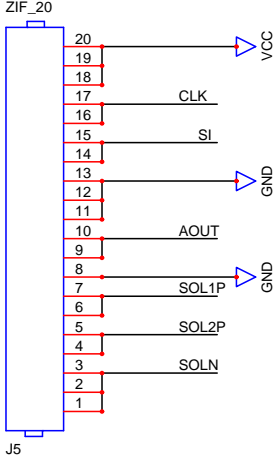 ZIF_20
20 VCC
19
18
17 CLK
16
15 SI
14
13 GND
12
11
10 AOUT
9
8 GND
7 SOL1P
6
5 SOL2P
4
3 SOLN
2
1
J5